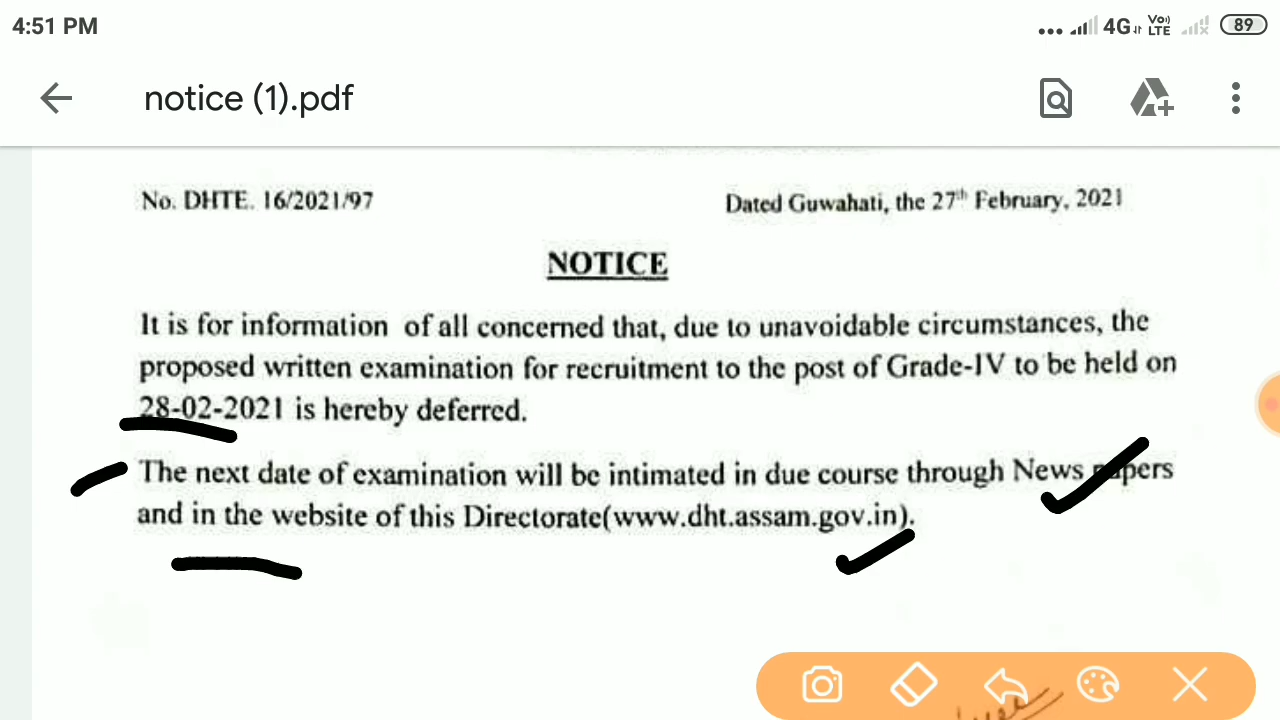 4:51 PM
4G VoLTE 89
notice (1).pdf
No. DHTE. 16/2021/97 Dated Guwahati, the 27th February, 2021
NOTICE
It is for information of all concerned that, due to unavoidable circumstances, the
proposed written examination for recruitment to the post of Grade-IV to be held on
28-02-2021 is hereby deferred.
The next date of examination will be intimated in due course through News papers
and in the website of this Directorate(www.dht.assam.gov.in).